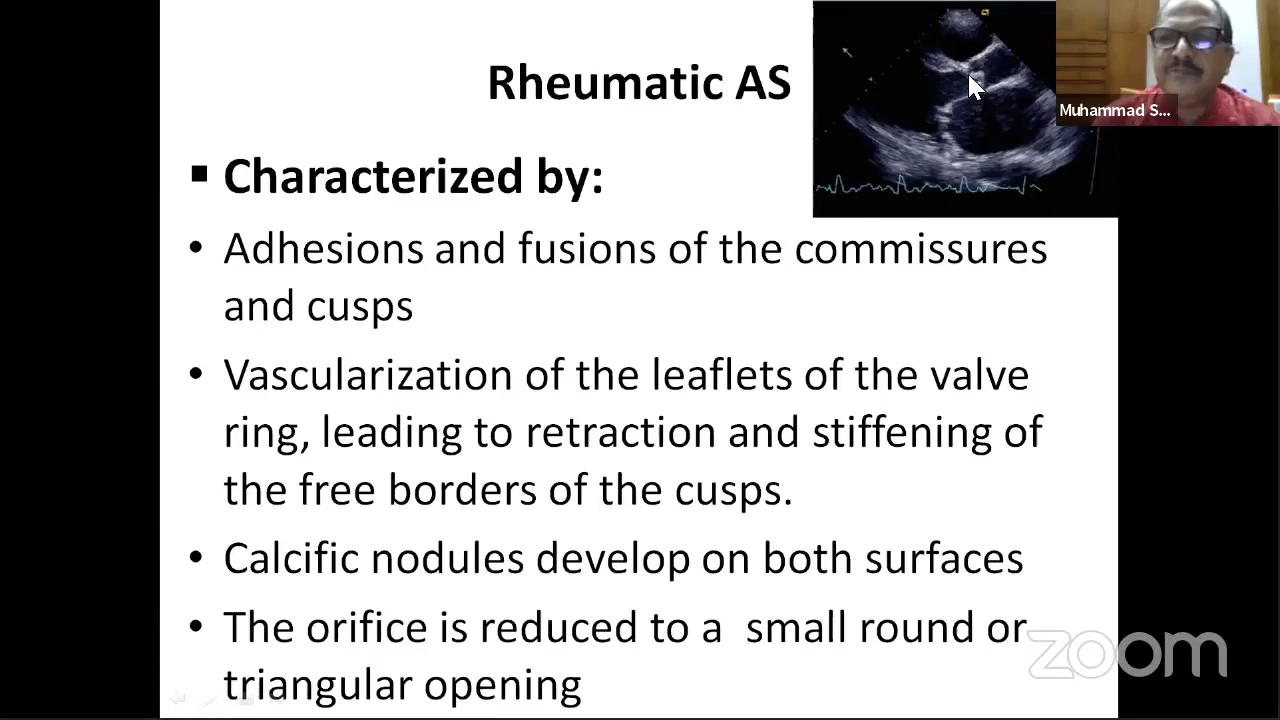 Rheumatic AS
Muhammad S...
▪ Characterized by:
• Adhesions and fusions of the commissures
and cusps
• Vascularization of the leaflets of the valve
ring, leading to retraction and stiffening of
the free borders of the cusps.
• Calcific nodules develop on both surfaces
• The orifice is reduced to a small round or
triangular opening
zoom